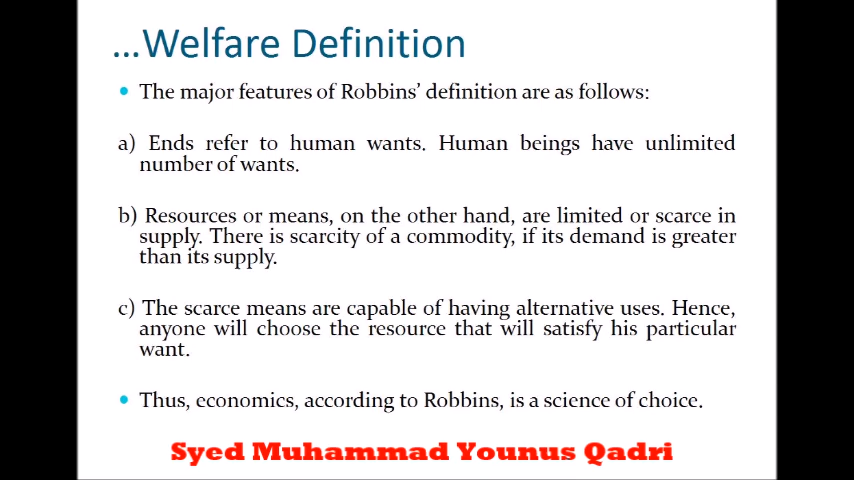 ...Welfare Definition
• The major features of Robbins' definition are as follows:
a) Ends refer to human wants. Human beings have unlimited
number of wants.
b) Resources or means, on the other hand, are limited or scarce in
supply. There is scarcity of a commodity, if its demand is greater
than its supply.
c) The scarce means are capable of having alternative uses. Hence,
anyone will choose the resource that will satisfy his particular
want.
• Thus, economics, according to Robbins, is a science of choice.
Syed Muhammad Younus Qadri